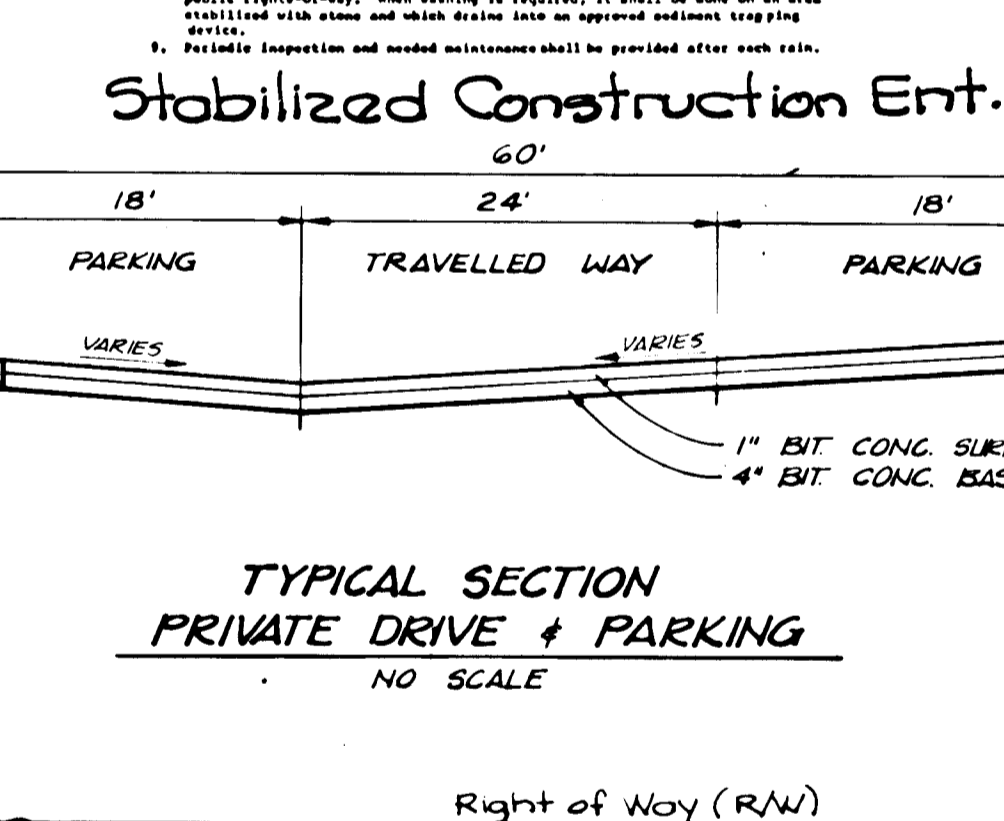 stabilized with stone and which drains into an approved sediment trapping
device.
9. Periodic inspection and needed maintenance shall be provided after each rain.
Stabilized Construction Ent.
60'
18' 24' 18'
PARKING TRAVELLED WAY PARKING
VARIES VARIES
1" BIT. CONC.
4" BIT. CONC.
TYPICAL SECTION
PRIVATE DRIVE & PARKING
NO SCALE
Right of Way (R/W)